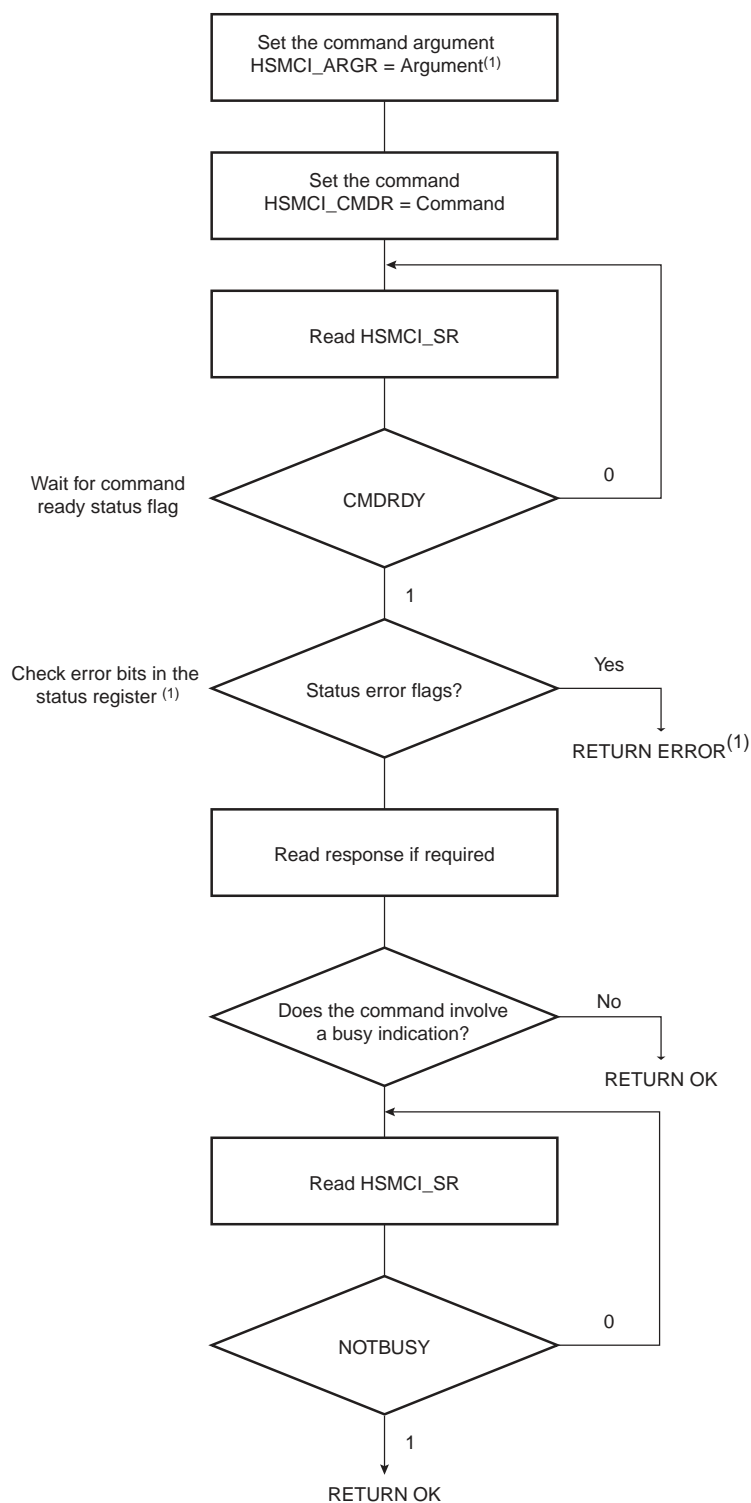 Set the command argument
HSMCI_ARGR = Argument(1)
Set the command
HSMCI_CMDR = Command
Read HSMCI_SR
Wait for command
ready status flag
CMDRDY
0
1
Check error bits in the
status register (1)
Status error flags?
Yes
RETURN ERROR(1)
Read response if required
Does the command involve
a busy indication?
No
RETURN OK
Read HSMCI_SR
NOTBUSY
0
1
RETURN OK